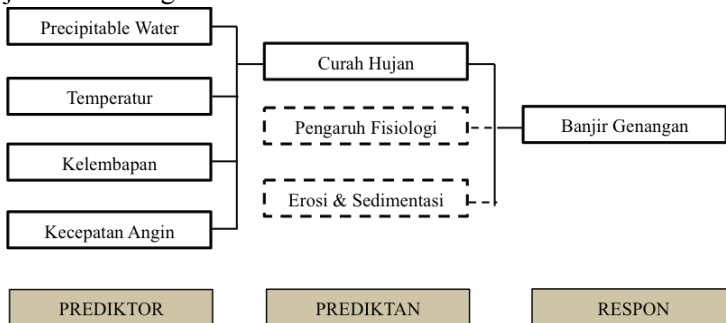 Precipitable Water
Temperatur
Kelembapan
Kecepatan Angin
Curah Hujan
Pengaruh Fisiologi
Erosi & Sedimentasi
Banjir Genangan
PREDIKTOR
PREDIKTAN
RESPON